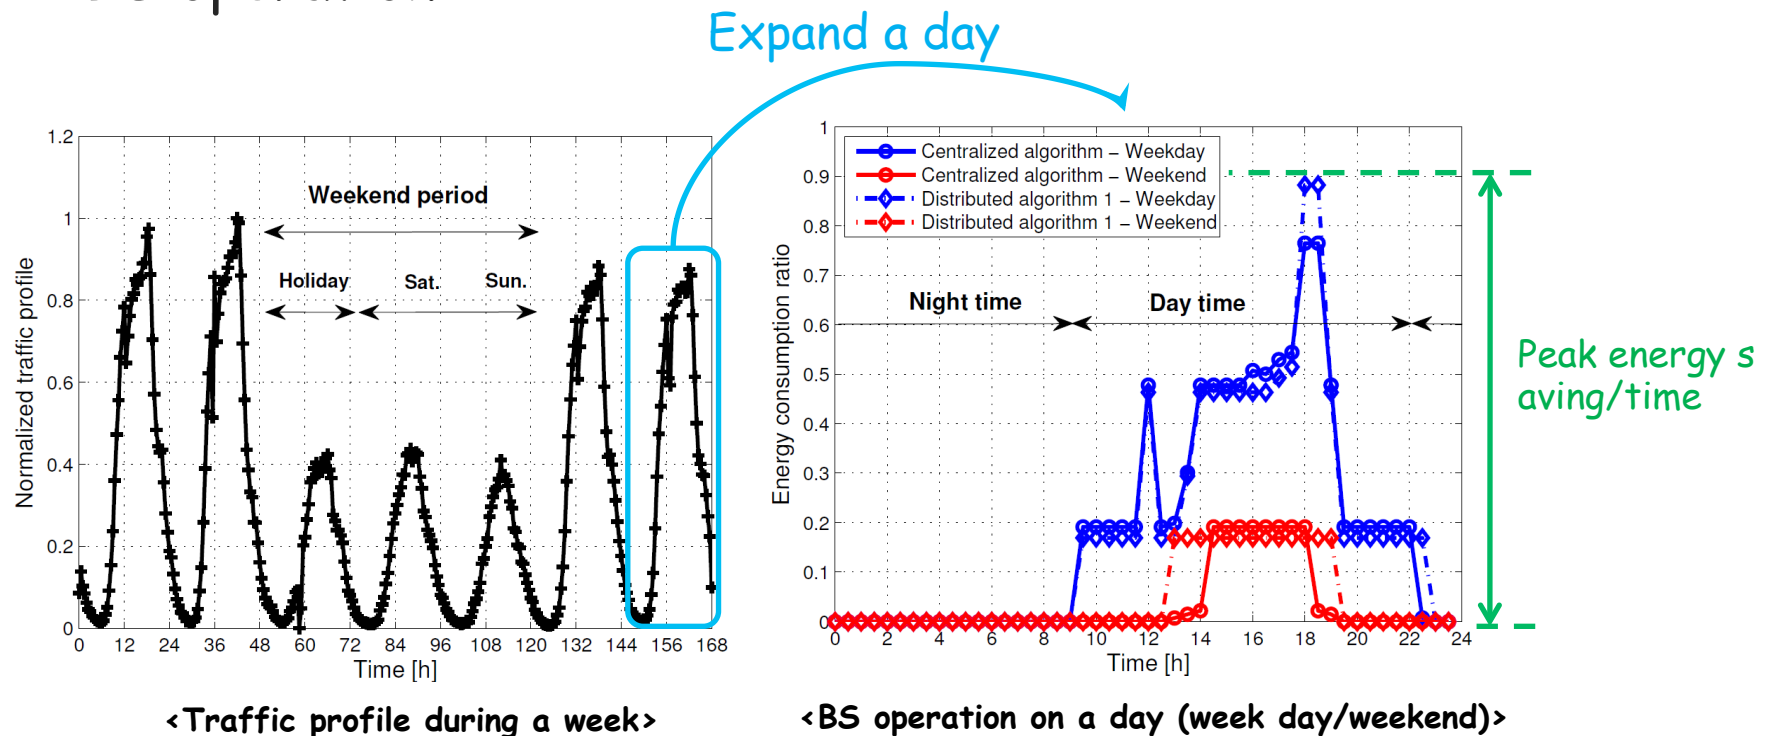 Expand a day
1.2
1
0.8
0.6
0.4
0.2
0
Normalized traffic profile
Weekend period
Holiday
Sat.
Sun.
0 12 24 36 48 60 72 84 96 108 120 132 144 156 168
Time [h]
<Traffic profile during a week>
1
0.9
0.8
0.7
0.6
0.5
0.4
0.3
0.2
0.1
0
Energy consumption ratio
Centralized algorithm – Weekday
Centralized algorithm – Weekend
Distributed algorithm 1 – Weekday
Distributed algorithm 1 – Weekend
Night time
Day time
0 2 4 6 8 10 12 14 16 18 20 22 24
Time [h]
<BS operation on a day (week day/weekend)>
Peak energy s
aving/time